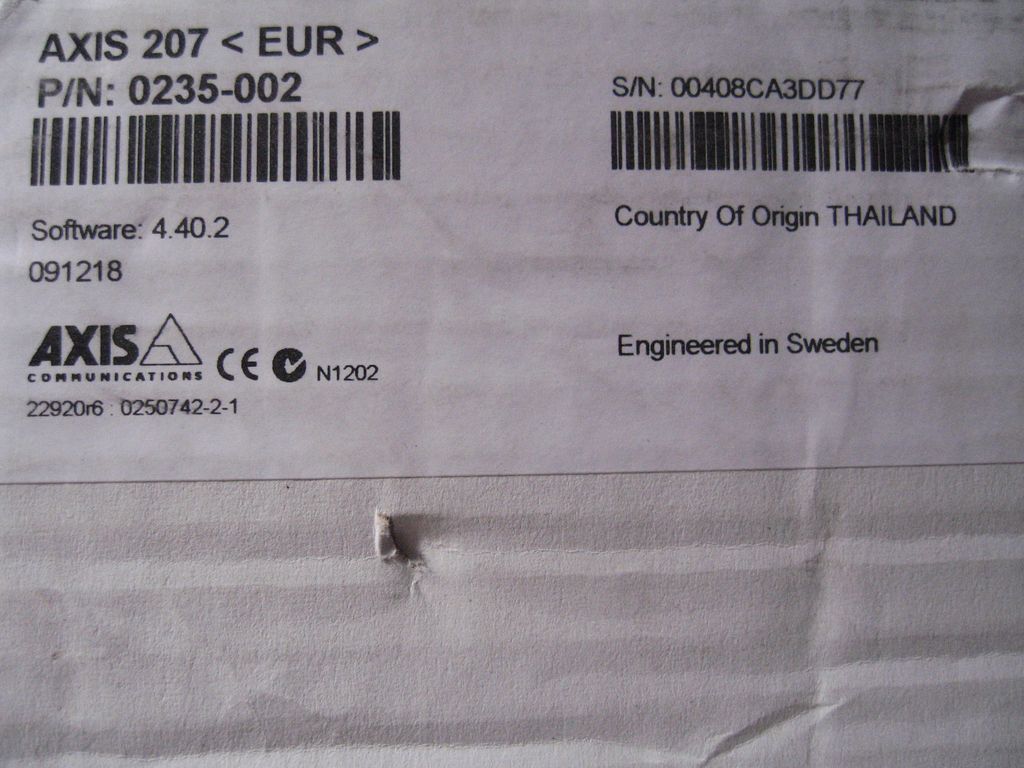 AXIS 207 < EUR >
P/N: 0235-002
S/N: 00408CA3DD77
Software: 4.40.2
091218
Country Of Origin THAILAND
Engineered in Sweden
AXIS
COMMUNICATIONS
CE
N1202
22920r6 : 0250742-2-1